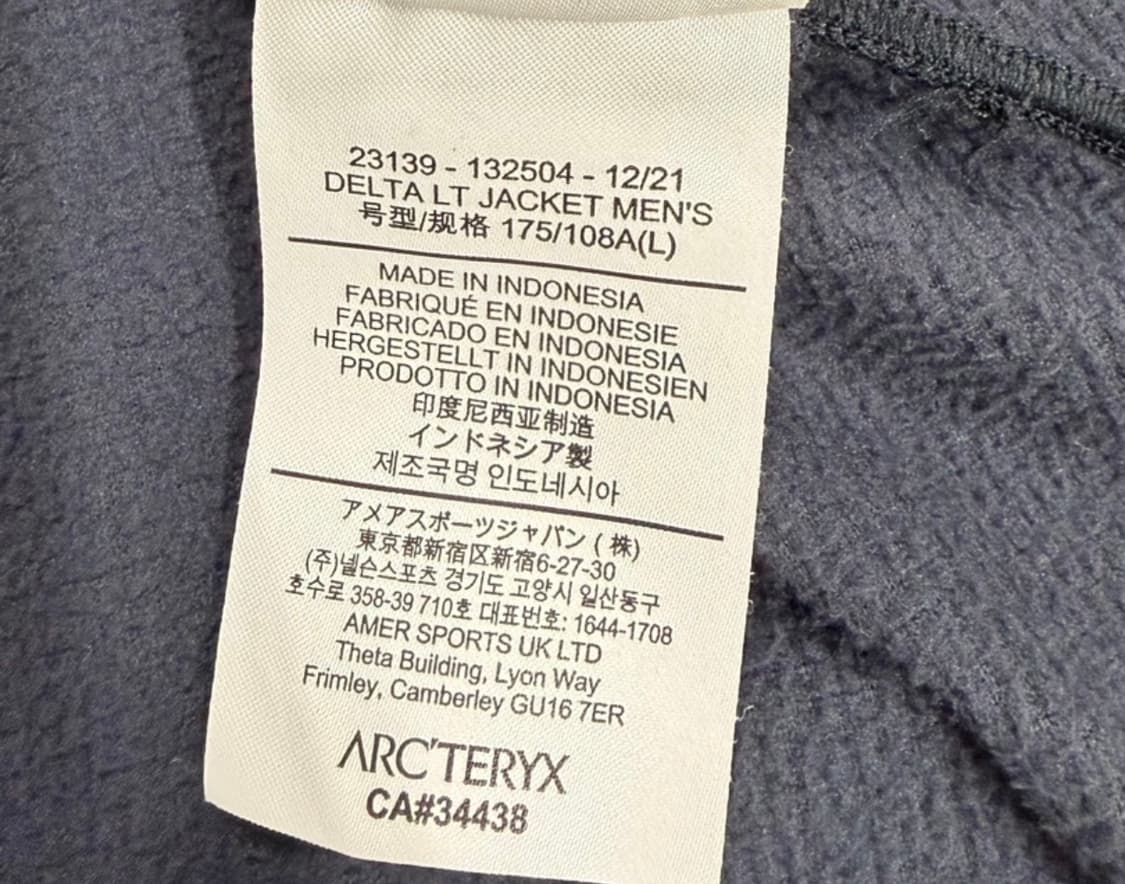 23139 - 132504 - 12/21
DELTA LT JACKET MEN'S
号型/规格 175/108A(L)
MADE IN INDONESIA
FABRIQUÉ EN INDONESIE
FABRICADO EN INDONESIA
HERGESTELLT IN INDONESIEN
PRODOTTO IN INDONESIA
印度尼西亚制造
インドネシア製
제조국명 인도네시아
アメアスポーツジャパン ( 株)
東京都新宿区新宿6-27-30
(주)넬슨스포츠 경기도 고양시 일산동구
호수로 358-39 710호 대표번호: 1644-1708
AMER SPORTS UK LTD
Theta Building, Lyon Way
Frimley, Camberley GU16 7ER
ARC'TERYX
CA#34438